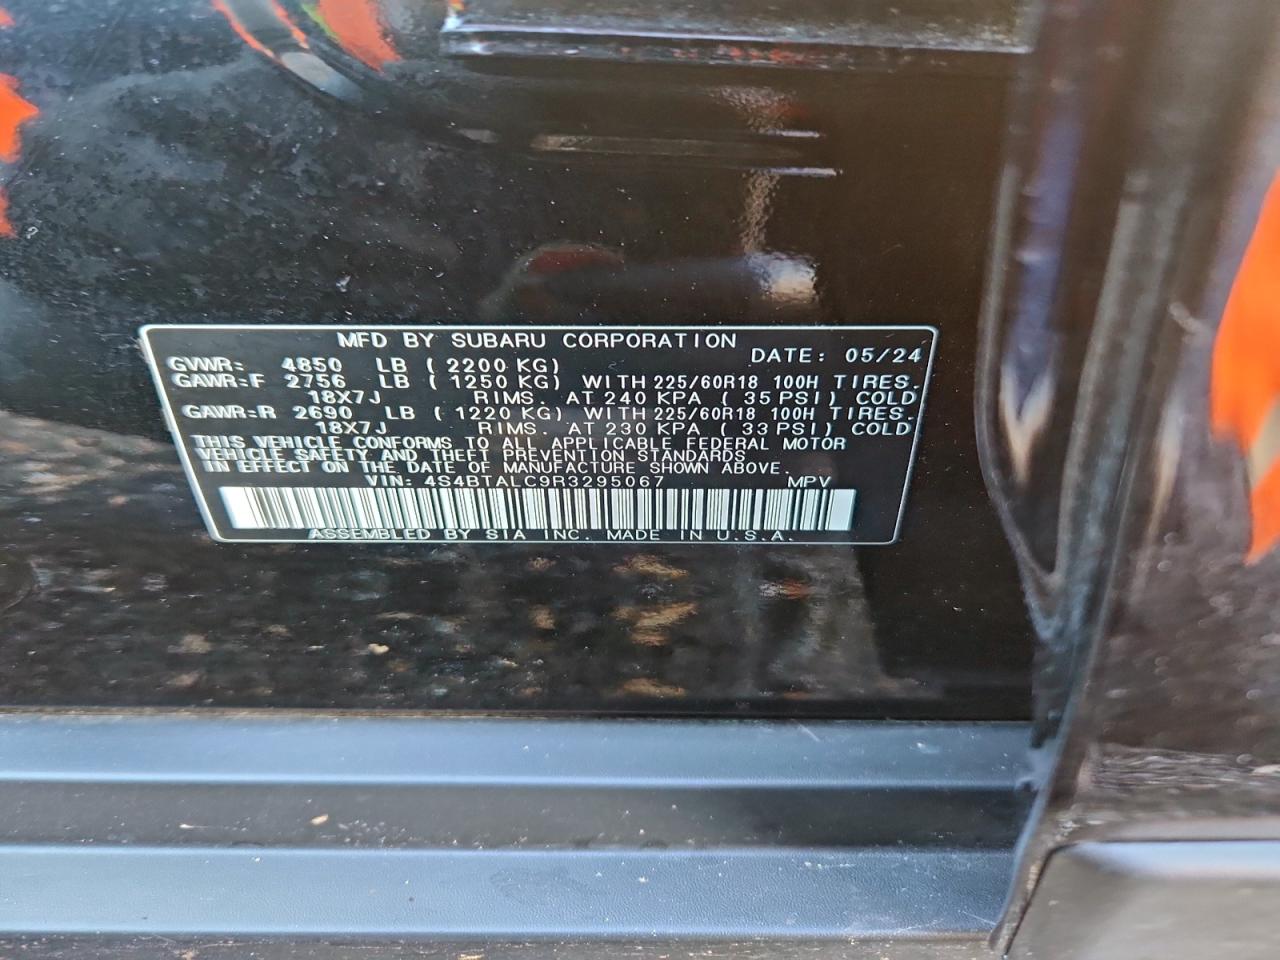 MFD BY SUBARU CORPORATION
GVWR: 4850 LB ( 2200 KG) DATE: 05/24
GAWR:F 2756 LB ( 1250 KG) WITH 225/60R18 100H TIRES.
18X7J RIMS. AT 240 KPA ( 35 PSI) COLD
GAWR:R 2690 LB ( 1220 KG) WITH 225/60R18 100H TIRES.
18X7J RIMS. AT 230 KPA ( 33 PSI) COLD
THIS VEHICLE CONFORMS TO ALL APPLICABLE FEDERAL MOTOR
VEHICLE SAFETY AND THEFT PREVENTION STANDARDS
IN EFFECT ON THE DATE OF MANUFACTURE SHOWN ABOVE.
VIN: 4S4BTALC9R3295067 MPV
ASSEMBLED BY SIA INC. MADE IN U.S.A.